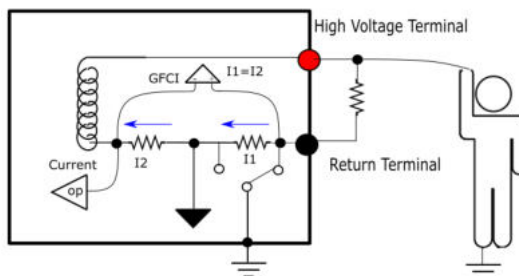 High Voltage Terminal
GFCI
I1=I2
Current
I2
I1
Return Terminal
op